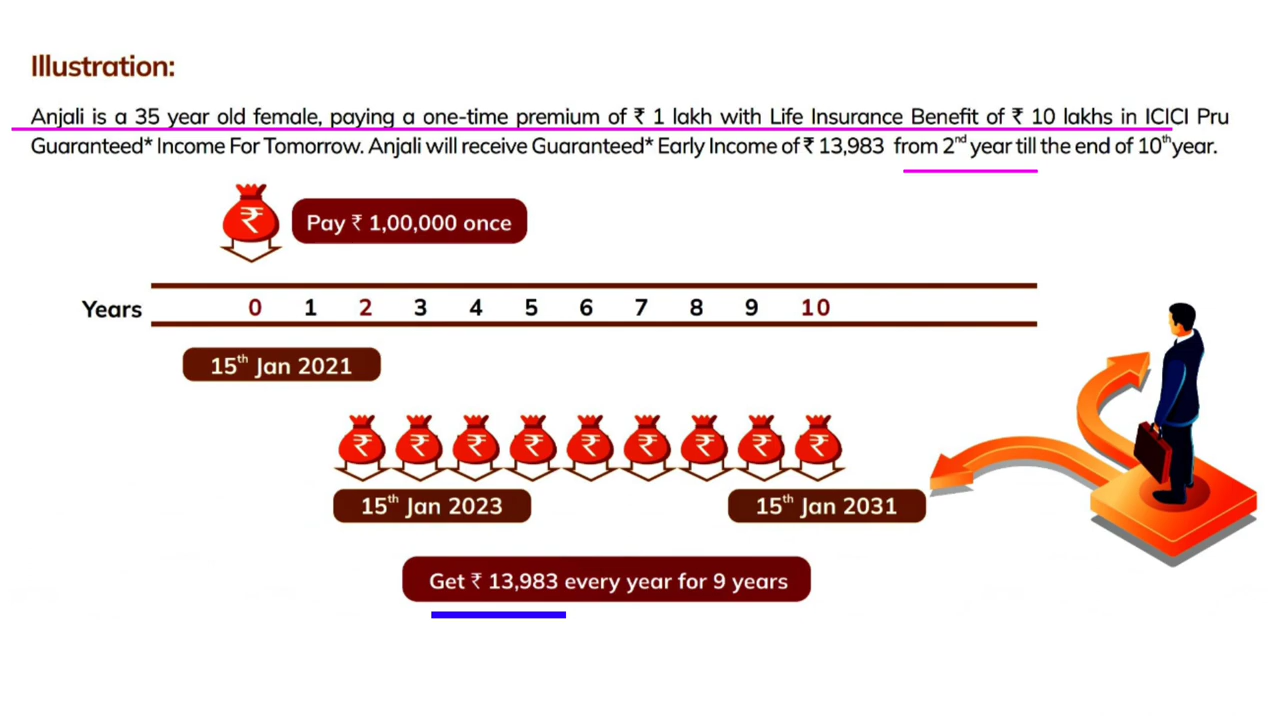 Illustration:
Anjali is a 35 year old female, paying a one-time premium of ₹ 1 lakh with Life Insurance Benefit of ₹ 10 lakhs in ICICI Pru
Guaranteed* Income For Tomorrow. Anjali will receive Guaranteed* Early Income of ₹ 13,983 from 2nd year till the end of 10th year.
₹ Pay ₹ 1,00,000 once
Years 0 1 2 3 4 5 6 7 8 9 10
15th Jan 2021
₹ ₹ ₹ ₹ ₹ ₹ ₹ ₹ ₹
15th Jan 2023 15th Jan 2031
Get ₹ 13,983 every year for 9 years